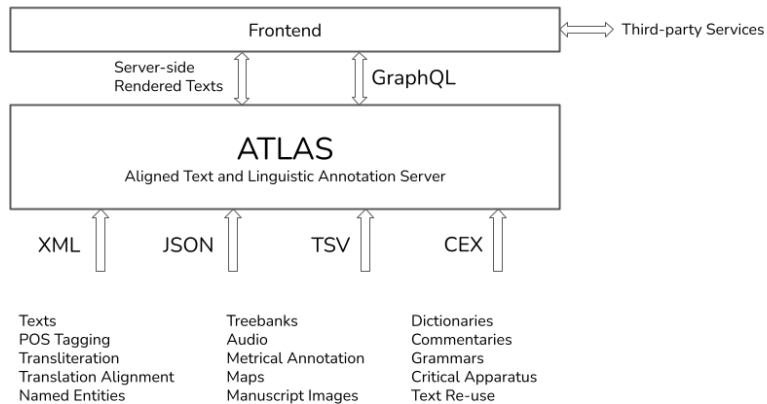 Frontend
Third-party Services
Server-side
Rendered Texts
GraphQL
ATLAS
Aligned Text and Linguistic Annotation Server
XML
JSON
TSV
CEX
Texts
POS Tagging
Transliteration
Translation Alignment
Named Entities
Treebanks
Audio
Metrical Annotation
Maps
Manuscript Images
Dictionaries
Commentaries
Grammars
Critical Apparatus
Text Re-use